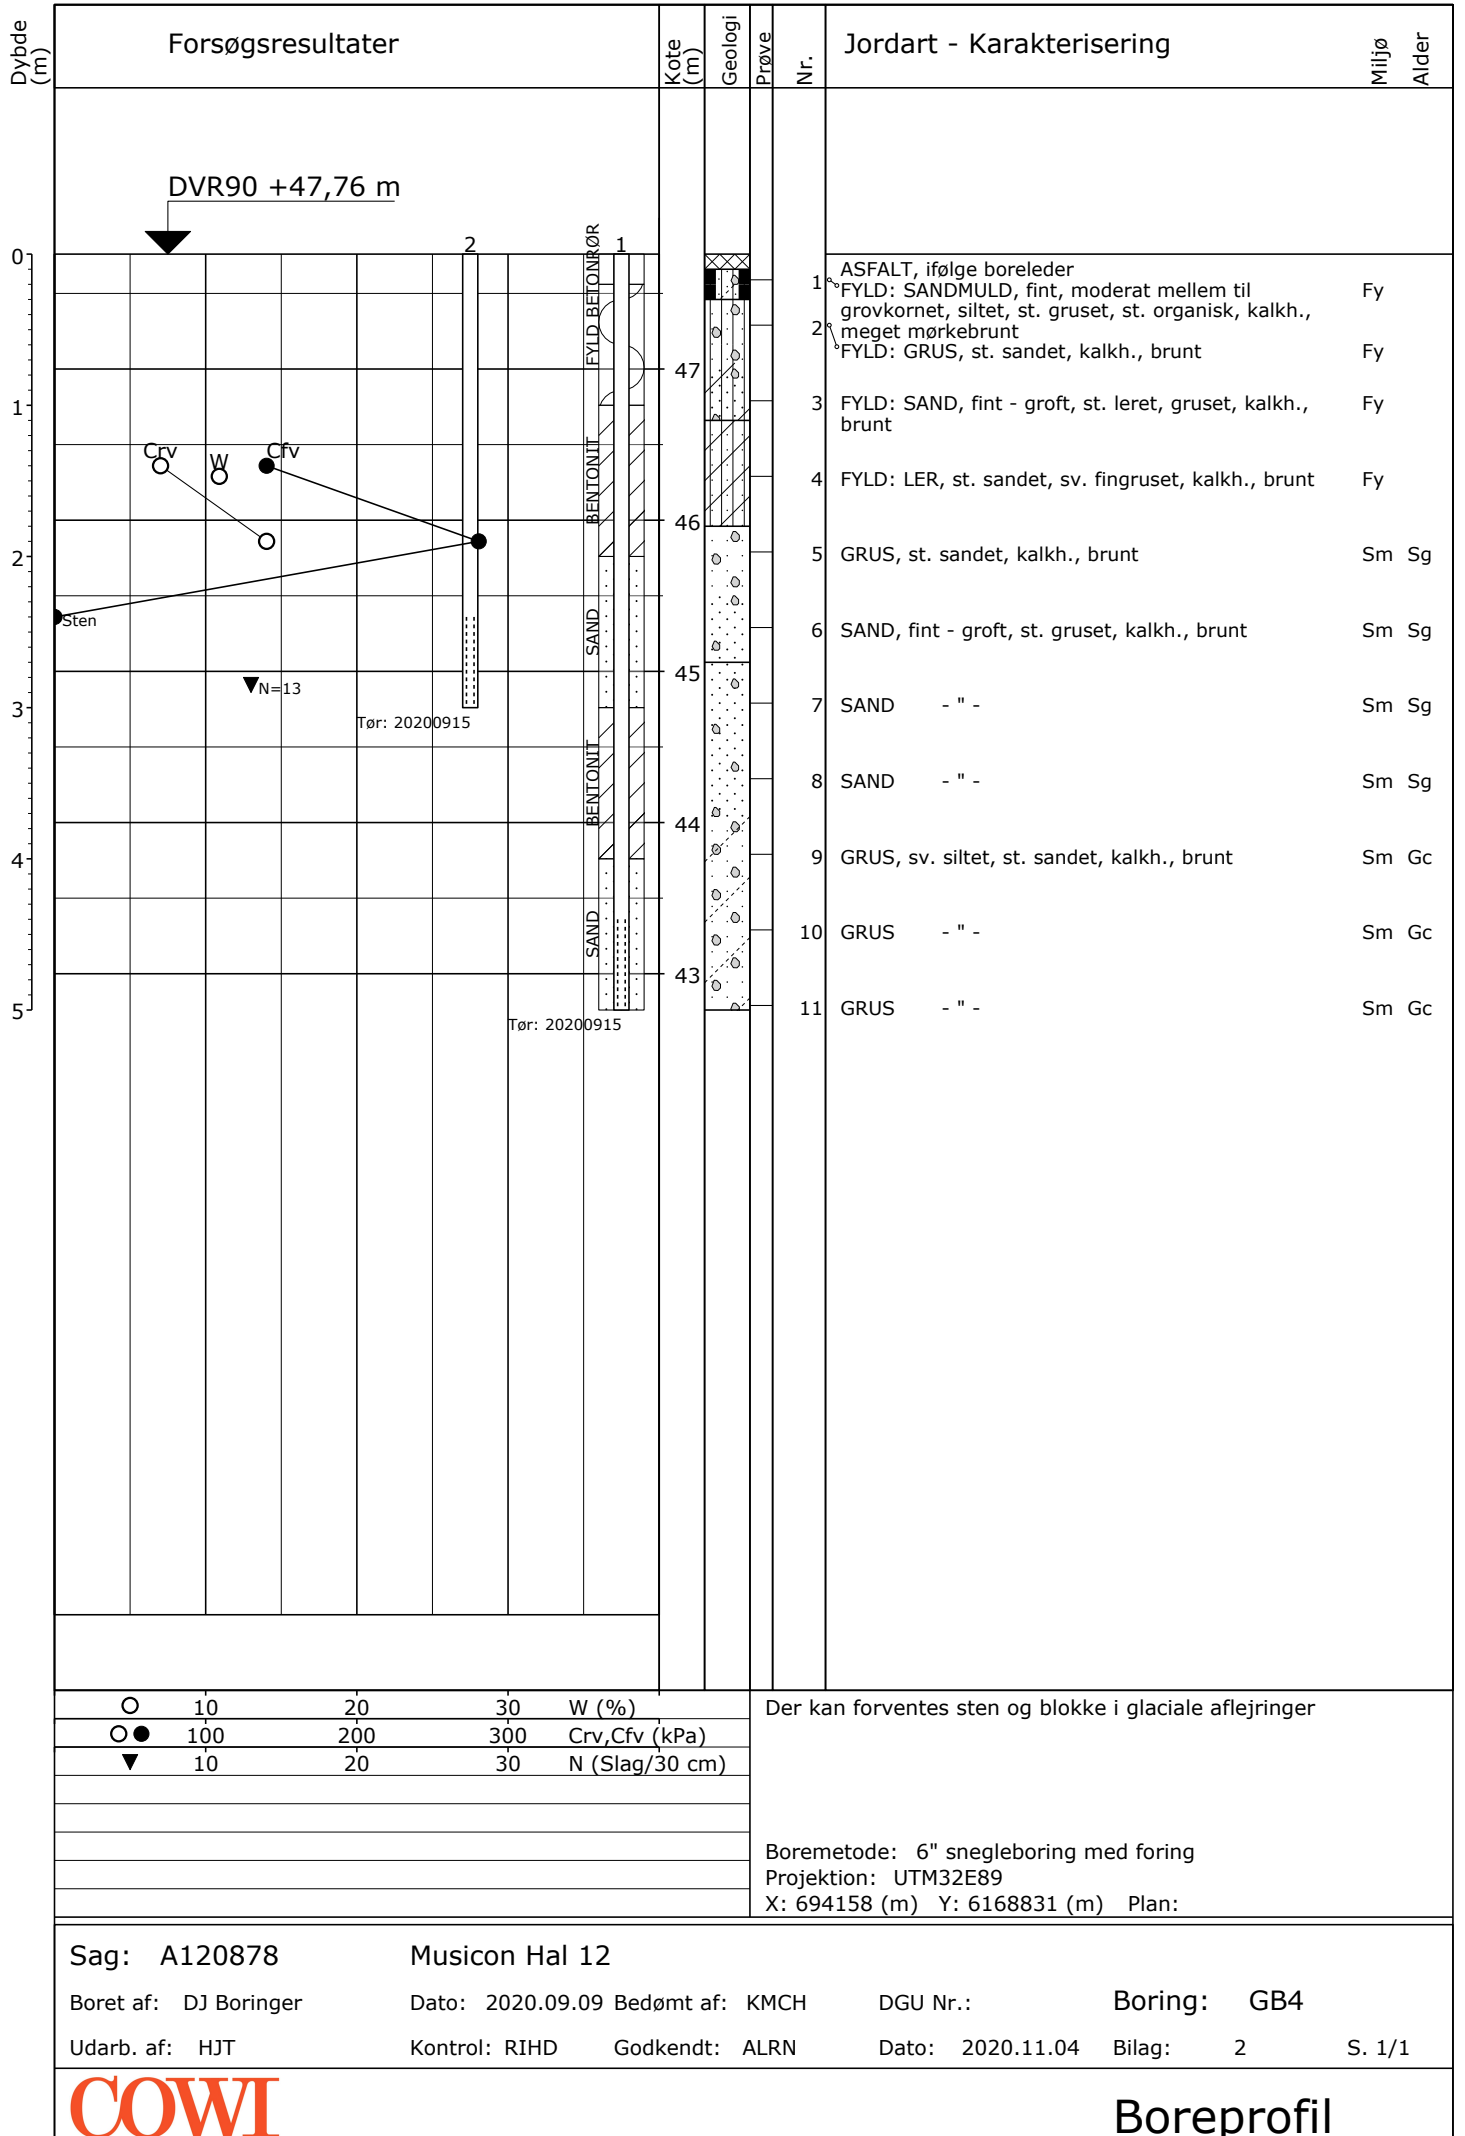 Dybde
(m)
Forsøgsresultater
Kote
(m)
Geologi
Prøve
Nr.
Jordart - Karakterisering
Miljø
Alder
DVR90 +47,76 m
0
1
2
3
4
5
2
1
FYLD BETONRØR
BENTONIT
SAND
BENTONIT
SAND
Crv
W
Cfv
Sten
N=13
Tør: 20200915
Tør: 20200915
47
46
45
44
43
ASFALT, ifølge boreleder
1 FYLD: SANDMULD, fint, moderat mellem til Fy
grovkornet, siltet, st. gruset, st. organisk, kalkh.,
2 meget mørkebrunt
FYLD: GRUS, st. sandet, kalkh., brunt Fy
3 FYLD: SAND, fint - groft, st. leret, gruset, kalkh., Fy
brunt
4 FYLD: LER, st. sandet, sv. fingruset, kalkh., brunt Fy
5 GRUS, st. sandet, kalkh., brunt Sm Sg
6 SAND, fint - groft, st. gruset, kalkh., brunt Sm Sg
7 SAND - " - Sm Sg
8 SAND - " - Sm Sg
9 GRUS, sv. siltet, st. sandet, kalkh., brunt Sm Gc
10 GRUS - " - Sm Gc
11 GRUS - " - Sm Gc
10 20 30 W (%)
100 200 300 Crv,Cfv (kPa)
10 20 30 N (Slag/30 cm)
Der kan forventes sten og blokke i glaciale aflejringer
Boremetode: 6" snegleboring med foring
Projektion: UTM32E89
X: 694158 (m) Y: 6168831 (m) Plan:
Sag: A120878 Musicon Hal 12
Boret af: DJ Boringer Dato: 2020.09.09 Bedømt af: KMCH DGU Nr.: Boring: GB4
Udarb. af: HJT Kontrol: RIHD Godkendt: ALRN Dato: 2020.11.04 Bilag: 2 S. 1/1
COWI
Boreprofil